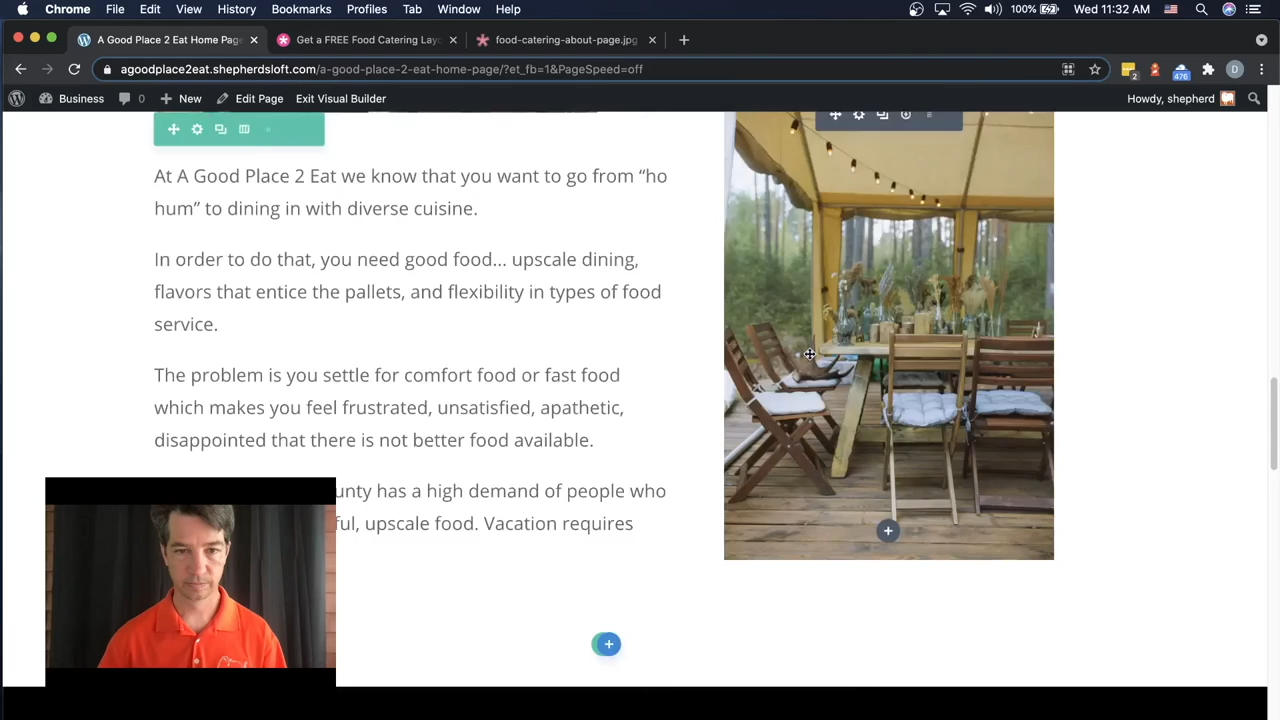 Chrome File Edit View History Bookmarks Profiles Tab Window Help 100% Wed 11:32 AM
A Good Place 2 Eat Home Page Get a FREE Food Catering Layo food-catering-about-page.jpg
agoodplace2eat.shepherdsloft.com/a-good-place-2-eat-home-page/?et_fb=1&PageSpeed=off 2 476 D
Business 0 New Edit Page Exit Visual Builder Howdy, shepherd
At A Good Place 2 Eat we know that you want to go from “ho
hum” to dining in with diverse cuisine.
In order to do that, you need good food... upscale dining,
flavors that entice the pallets, and flexibility in types of food
service.
The problem is you settle for comfort food or fast food
which makes you feel frustrated, unsatisfied, apathetic,
disappointed that there is not better food available.
unty has a high demand of people who
ful, upscale food. Vacation requires